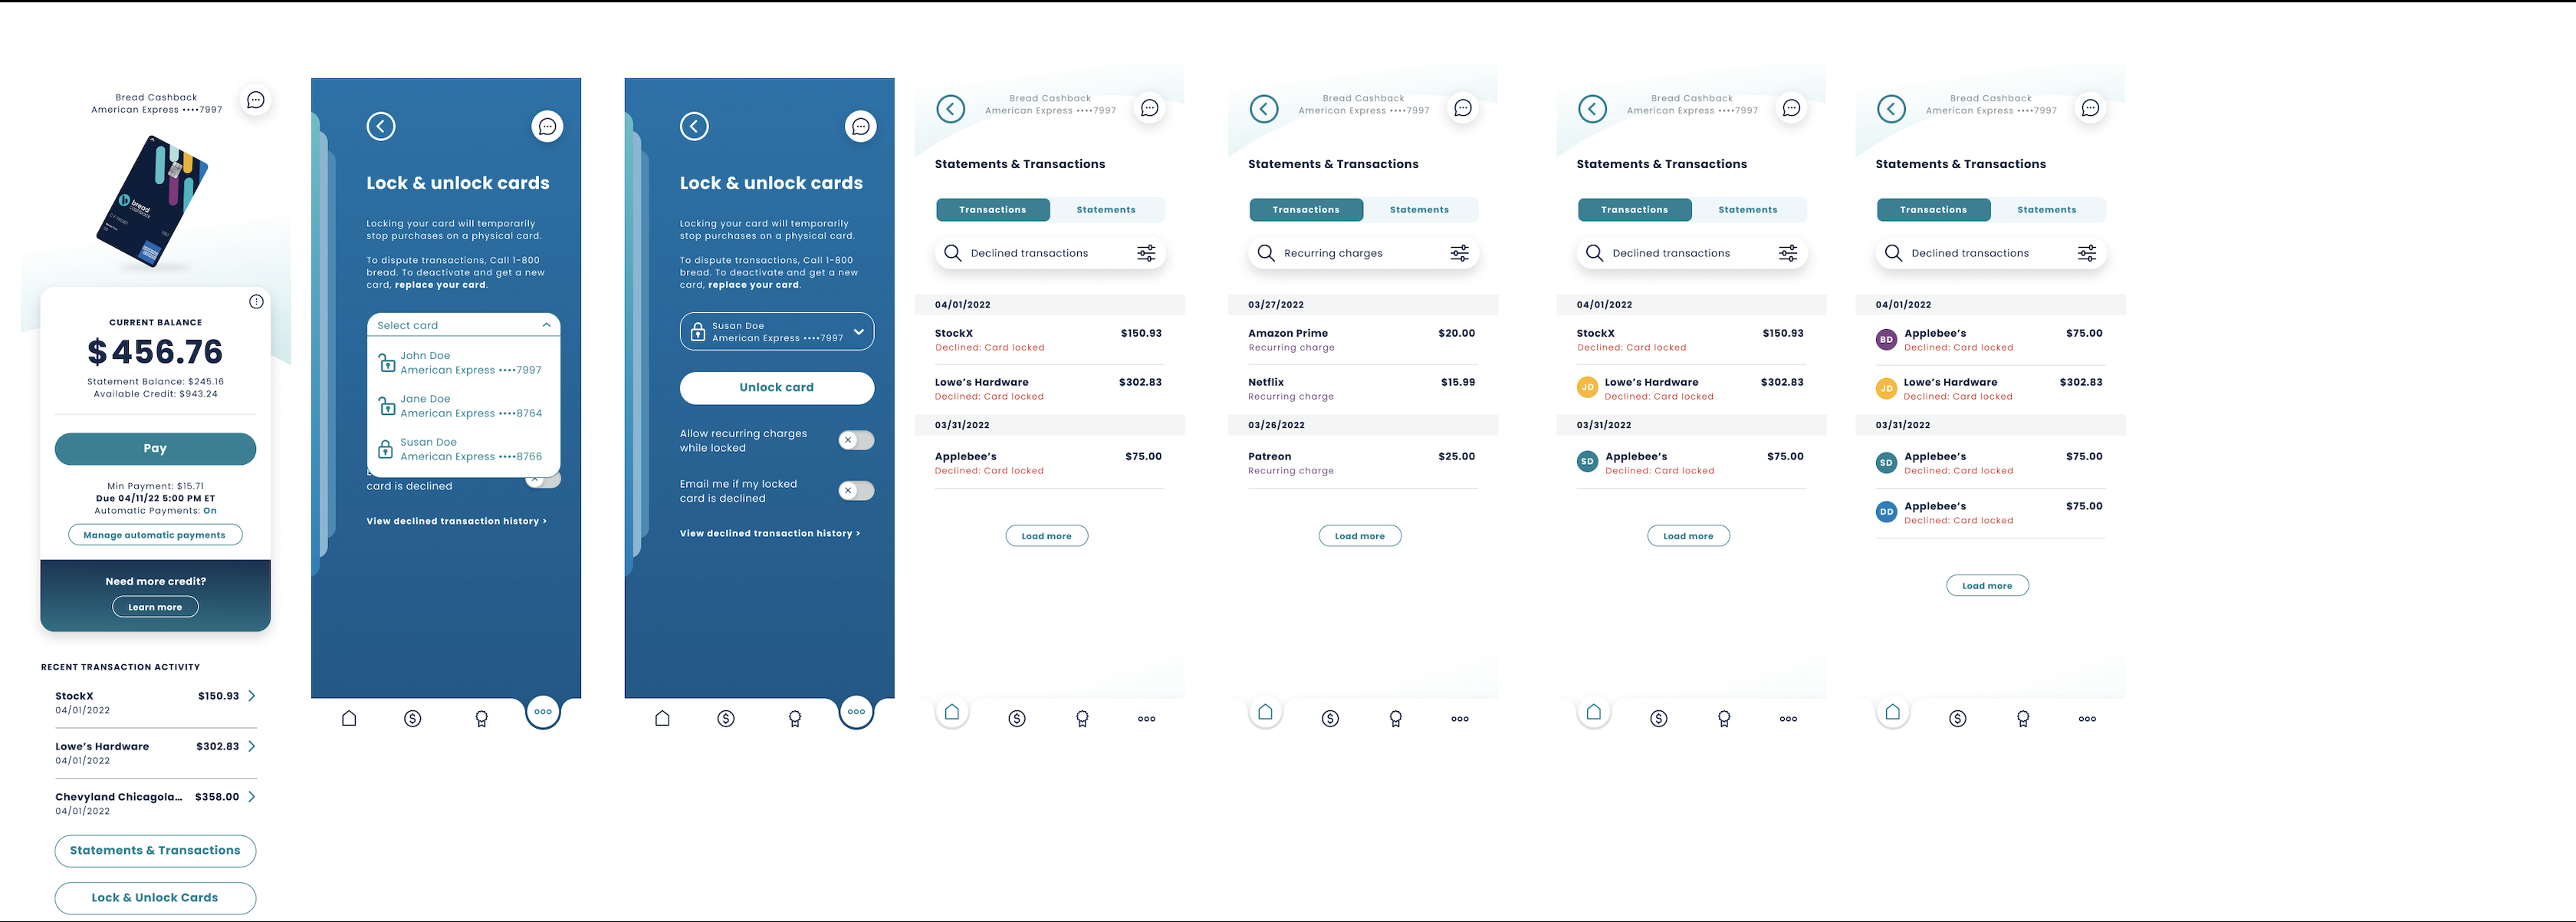 Bread Cashback
American Express ••••7997
bread
CASHBACK
CURRENT BALANCE
$456.76
Statement Balance: $245.16
Available Credit: $943.24
Pay
Min Payment: $15.71
Due 04/11/22 5:00 PM ET
Automatic Payments: On
Manage automatic payments
Need more credit?
Learn more
RECENT TRANSACTION ACTIVITY
StockX $150.93
04/01/2022
Lowe's Hardware $302.83
04/01/2022
Chevyland Chicagola... $358.00
04/01/2022
Statements & Transactions
Lock & Unlock Cards
Lock & unlock cards
Locking your card will temporarily
stop purchases on a physical card.
To dispute transactions, Call 1-800
bread. To deactivate and get a new
card, replace your card.
Select card
John Doe
American Express ••••7997
Jane Doe
American Express ••••8764
Susan Doe
American Express ••••8766
card is declined
View declined transaction history >
Lock & unlock cards
Locking your card will temporarily
stop purchases on a physical card.
To dispute transactions, Call 1-800
bread. To deactivate and get a new
card, replace your card.
Susan Doe
American Express ••••7997
Unlock card
Allow recurring charges
while locked
Email me if my locked
card is declined
View declined transaction history >
Bread Cashback
American Express ••••7997
Statements & Transactions
Transactions Statements
Declined transactions
04/01/2022
StockX $150.93
Declined: Card locked
Lowe's Hardware $302.83
Declined: Card locked
03/31/2022
Applebee's $75.00
Declined: Card locked
Load more
Bread Cashback
American Express ••••7997
Statements & Transactions
Transactions Statements
Recurring charges
03/27/2022
Amazon Prime $20.00
Recurring charge
Netflix $15.99
Recurring charge
03/26/2022
Patreon $25.00
Recurring charge
Load more
Bread Cashback
American Express ••••7997
Statements & Transactions
Transactions Statements
Declined transactions
04/01/2022
StockX $150.93
Declined: Card locked
JD Lowe's Hardware $302.83
Declined: Card locked
03/31/2022
SD Applebee's $75.00
Declined: Card locked
Load more
Bread Cashback
American Express ••••7997
Statements & Transactions
Transactions Statements
Declined transactions
04/01/2022
BD Applebee's $75.00
Declined: Card locked
JD Lowe's Hardware $302.83
Declined: Card locked
03/31/2022
SD Applebee's $75.00
Declined: Card locked
DD Applebee's $75.00
Declined: Card locked
Load more